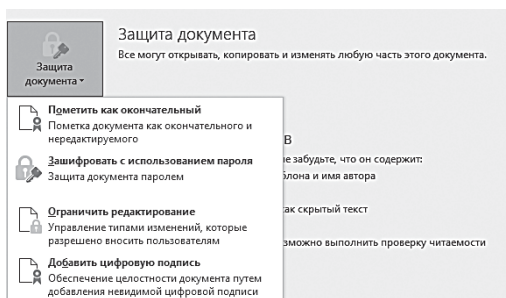 Защита документа
Все могут открывать, копировать и изменять любую часть этого документа.
Защита
документа
Пометить как окончательный
Пометка документа как окончательного и
нередактируемого
Зашифровать с использованием пароля
Защита документа паролем
Ограничить редактирование
Управление типами изменений, которые
разрешено вносить пользователям
Добавить цифровую подпись
Обеспечение целостности документа путем
добавления невидимой цифровой подписи
в
не забудьте, что он содержит:
блона и имя автора
как скрытый текст
зможно выполнить проверку читаемости